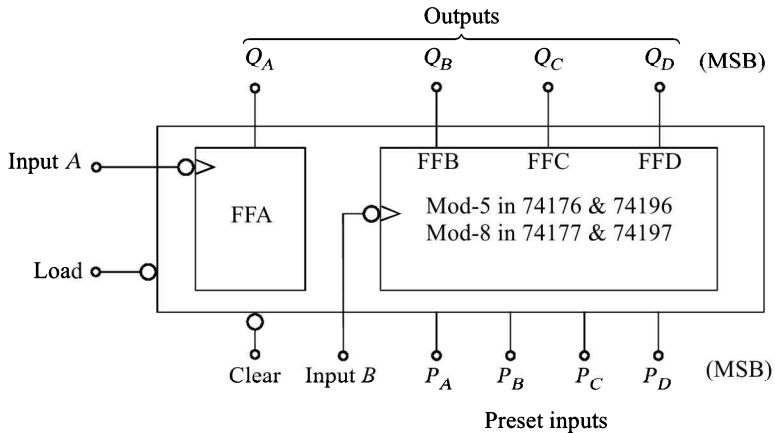 Outputs
Q_A Q_B Q_C Q_D (MSB)
Input A
FFB FFC FFD
FFA
Mod-5 in 74176 & 74196
Mod-8 in 74177 & 74197
Load
Clear Input B P_A P_B P_C P_D (MSB)
Preset inputs